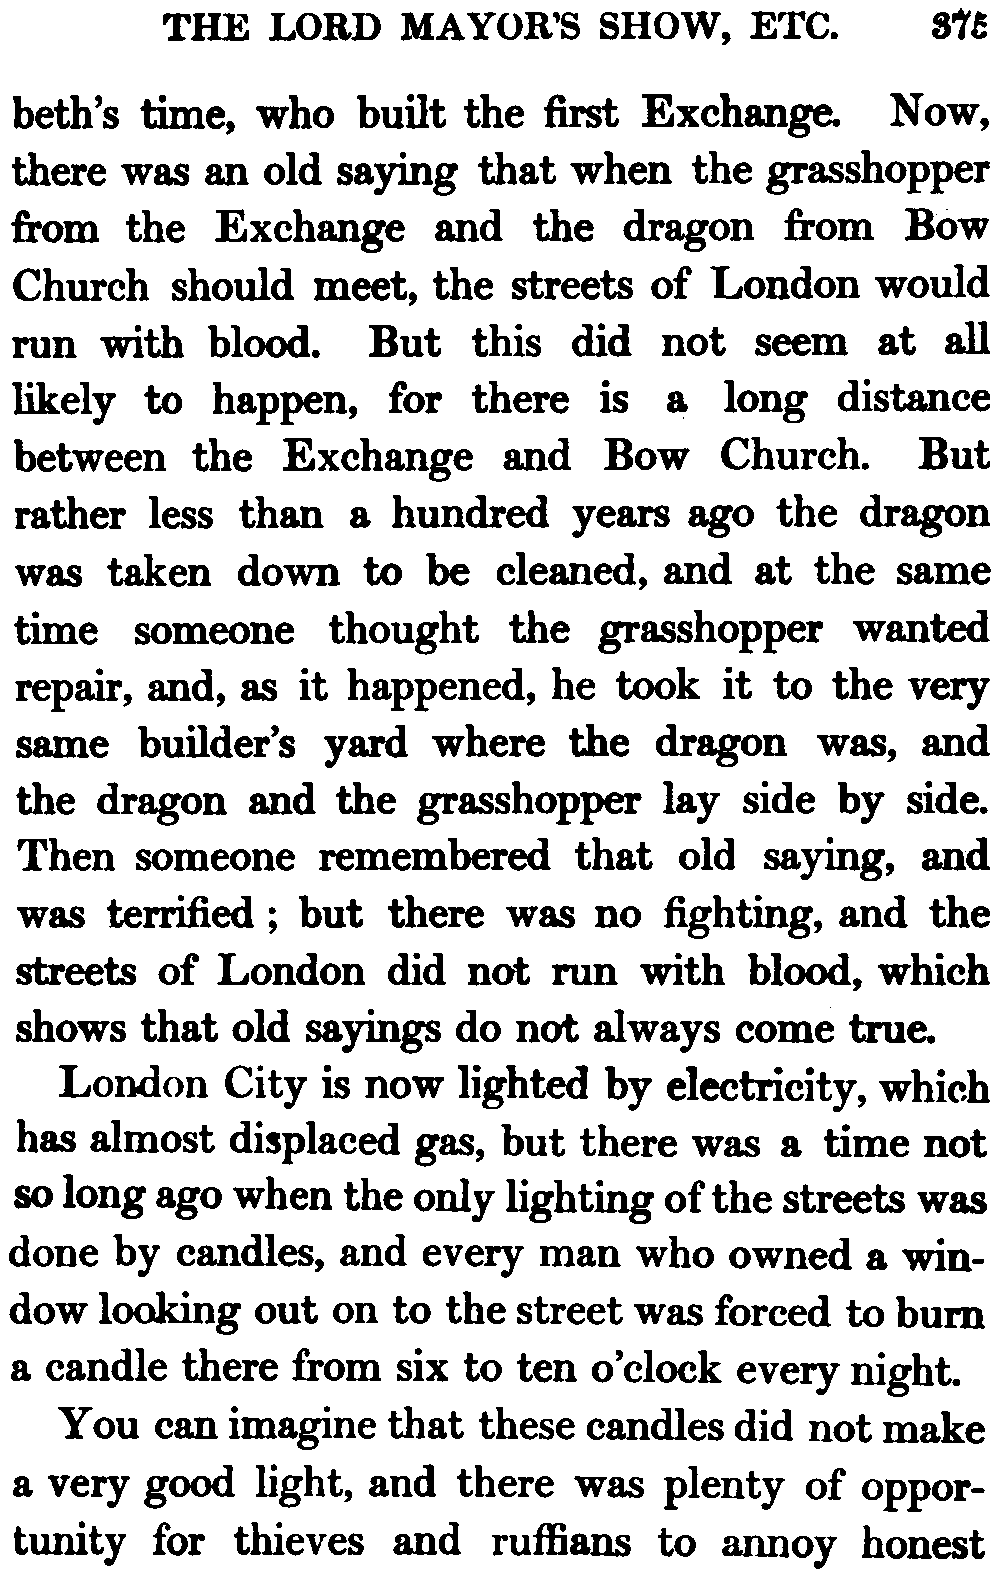 THE LORD MAYOR'S SHOW, ETC. 375
beth's time, who built the first Exchange. Now,
there was an old saying that when the grasshopper
from the Exchange and the dragon from Bow
Church should meet, the streets of London would
run with blood. But this did not seem at all
likely to happen, for there is a long distance
between the Exchange and Bow Church. But
rather less than a hundred years ago the dragon
was taken down to be cleaned, and at the same
time someone thought the grasshopper wanted
repair, and, as it happened, he took it to the very
same builder's yard where the dragon was, and
the dragon and the grasshopper lay side by side.
Then someone remembered that old saying, and
was terrified ; but there was no fighting, and the
streets of London did not run with blood, which
shows that old sayings do not always come true.
London City is now lighted by electricity, which
has almost displaced gas, but there was a time not
so long ago when the only lighting of the streets was
done by candles, and every man who owned a win-
dow looking out on to the street was forced to burn
a candle there from six to ten o'clock every night.
You can imagine that these candles did not make
a very good light, and there was plenty of oppor-
tunity for thieves and ruffians to annoy honest